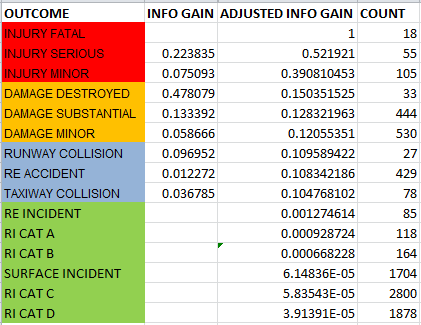 OUTCOME INFO GAIN ADJUSTED INFO GAIN COUNT
INJURY FATAL 1 18
INJURY SERIOUS 0.223835 0.521921 55
INJURY MINOR 0.075093 0.390810453 105
DAMAGE DESTROYED 0.478079 0.150351525 33
DAMAGE SUBSTANTIAL 0.133392 0.128321963 444
DAMAGE MINOR 0.058666 0.12055351 530
RUNWAY COLLISION 0.096952 0.109589422 27
RE ACCIDENT 0.012272 0.108342186 429
TAXIWAY COLLISION 0.036785 0.104768102 78
RE INCIDENT 0.001274614 85
RI CAT A 0.000928724 118
RI CAT B 0.000668228 164
SURFACE INCIDENT 6.14836E-05 1704
RI CAT C 5.83543E-05 2800
RI CAT D 3.91391E-05 1878